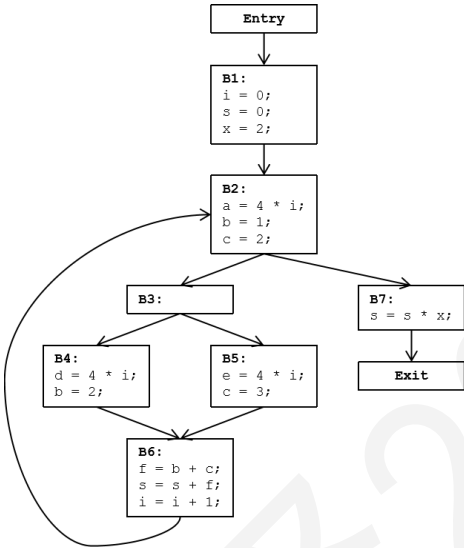 Entry
B1:
i = 0;
s = 0;
x = 2;
B2:
a = 4 * i;
b = 1;
c = 2;
B3:
B7:
s = s * x;
B4:
d = 4 * i;
b = 2;
B5:
e = 4 * i;
c = 3;
Exit
B6:
f = b + c;
s = s + f;
i = i + 1;